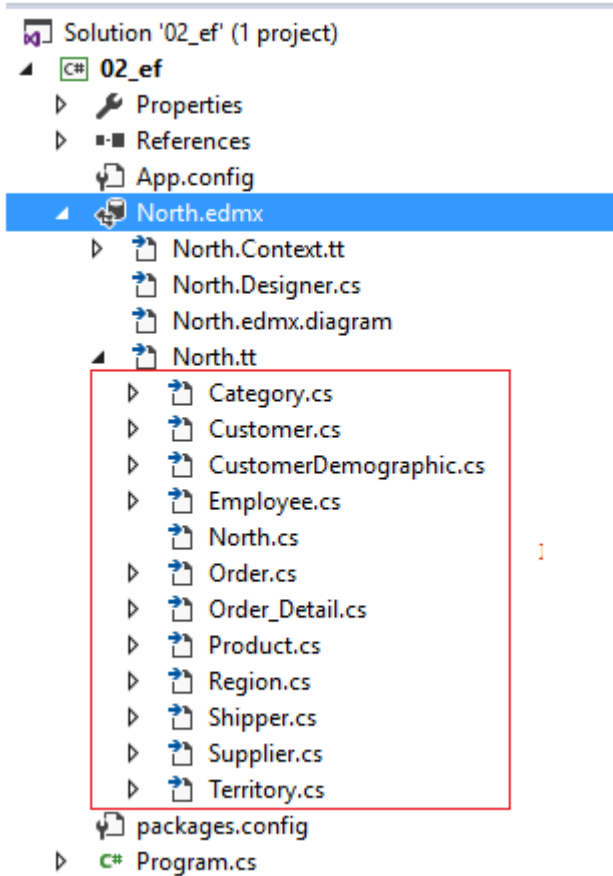 Solution '02_ef' (1 project)
C# 02_ef
Properties
References
App.config
North.edmx
North.Context.tt
North.Designer.cs
North.edmx.diagram
North.tt
Category.cs
Customer.cs
CustomerDemographic.cs
Employee.cs
North.cs
Order.cs
Order_Detail.cs
Product.cs
Region.cs
Shipper.cs
Supplier.cs
Territory.cs
packages.config
C# Program.cs